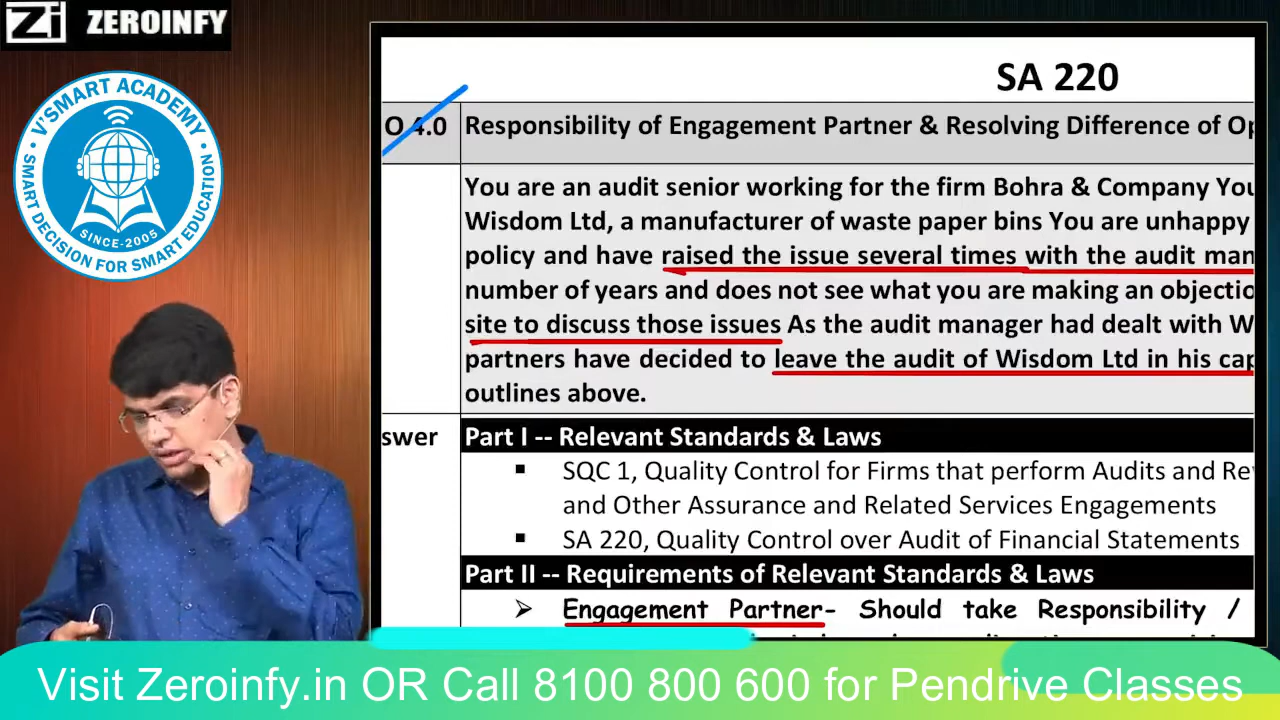 Zi ZEROINFY
V'SMART ACADEMY
SMART DECISION FOR SMART EDUCATION
SINCE-2005
SA 220
O 4.0 Responsibility of Engagement Partner & Resolving Difference of Op
You are an audit senior working for the firm Bohra & Company You
Wisdom Ltd, a manufacturer of waste paper bins You are unhappy
policy and have raised the issue several times with the audit man
number of years and does not see what you are making an objectio
site to discuss those issues As the audit manager had dealt with W
partners have decided to leave the audit of Wisdom Ltd in his cap
outlines above.
swer Part I -- Relevant Standards & Laws
▪ SQC 1, Quality Control for Firms that perform Audits and Re
and Other Assurance and Related Services Engagements
▪ SA 220, Quality Control over Audit of Financial Statements
Part II -- Requirements of Relevant Standards & Laws
➢ Engagement Partner- Should take Responsibility /
Visit Zeroinfy.in OR Call 8100 800 600 for Pendrive Classes